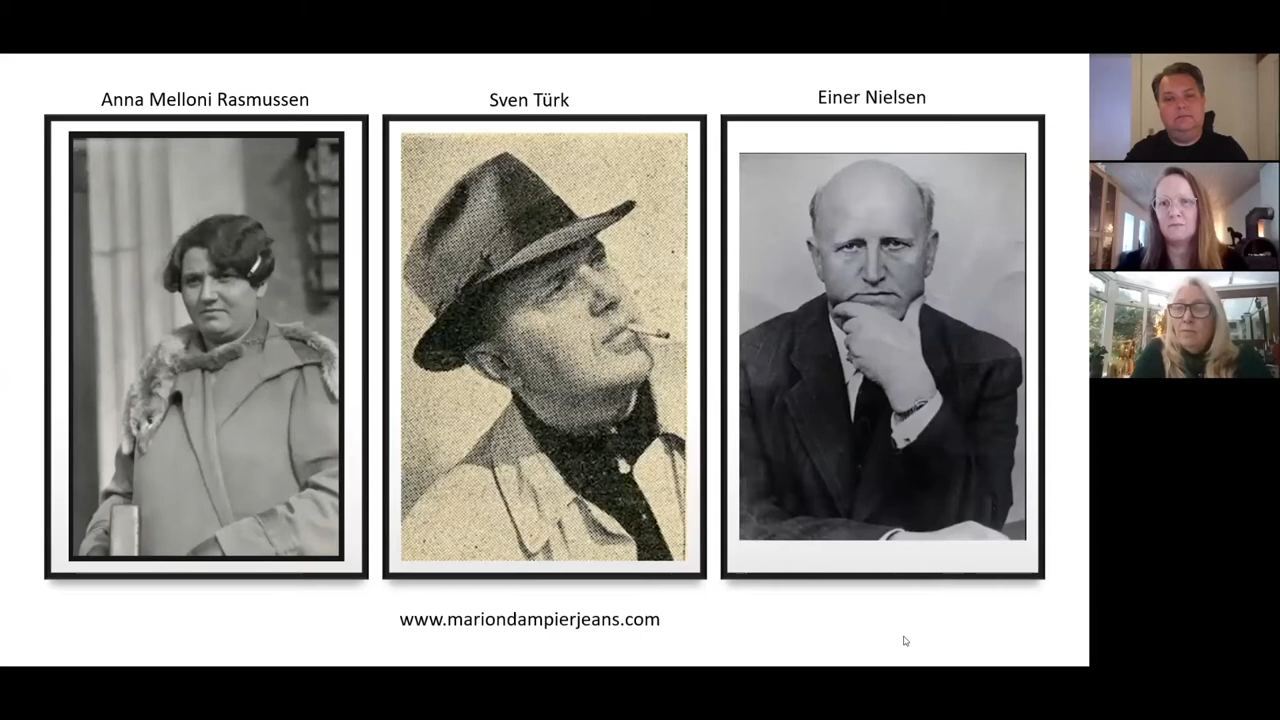 Anna Melloni Rasmussen
Sven Türk
Einer Nielsen
www.mariondampierjeans.com